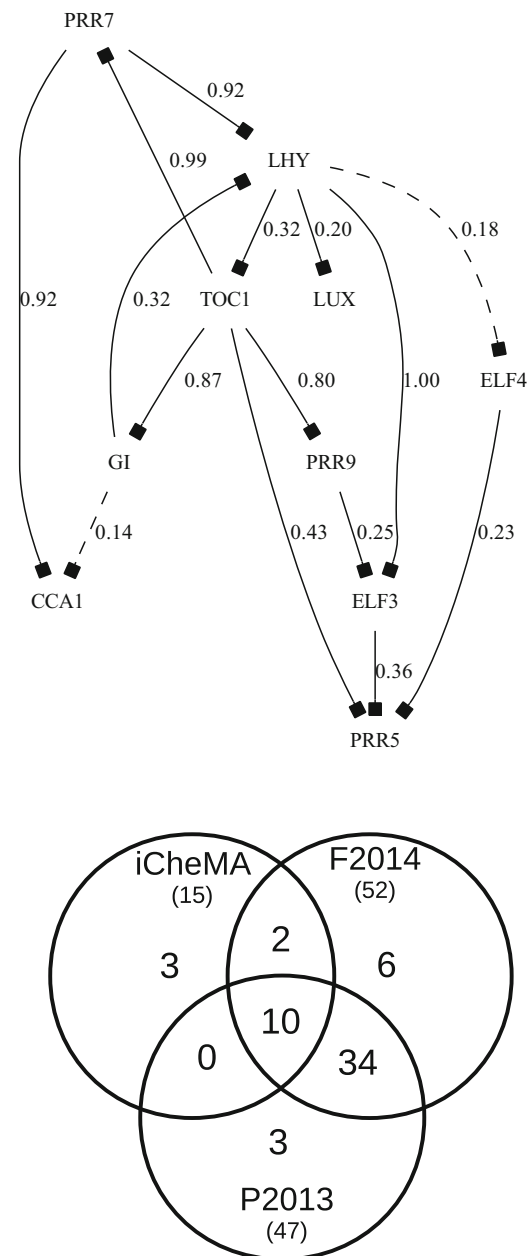 PRR7
0.92
LHY
0.99
0.32 0.20
0.18
0.92
0.32
TOC1
LUX
0.87
0.80
1.00
ELF4
GI
PRR9
0.14
0.43
0.25
0.23
CCA1
ELF3
0.36
PRR5
iCheMA
(15)
F2014
(52)
2
3
6
10
0
34
3
P2013
(47)